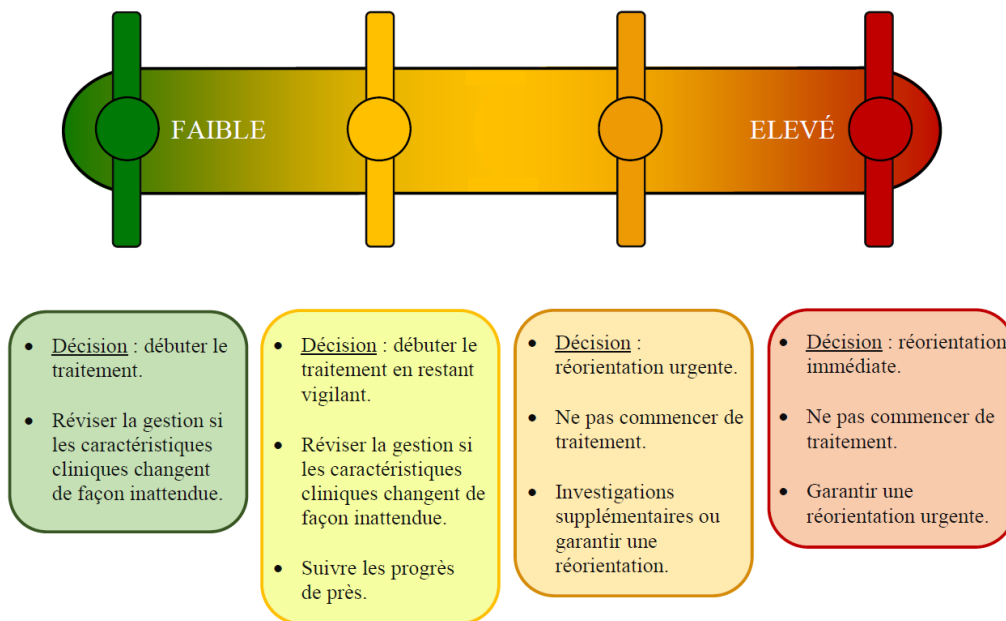 FAIBLE
ELEVÉ
• Décision : débuter le
traitement.
• Réviser la gestion si
les caractéristiques
cliniques changent
de façon inattendue.
• Décision : débuter le
traitement en restant
vigilant.
• Réviser la gestion si
les caractéristiques
cliniques changent de
façon inattendue.
• Suivre les progrès
de près.
• Décision :
réorientation urgente.
• Ne pas commencer de
traitement.
• Investigations
supplémentaires ou
garantir une
réorientation.
• Décision : réorientation
immédiate.
• Ne pas commencer de
traitement.
• Garantir une
réorientation urgente.